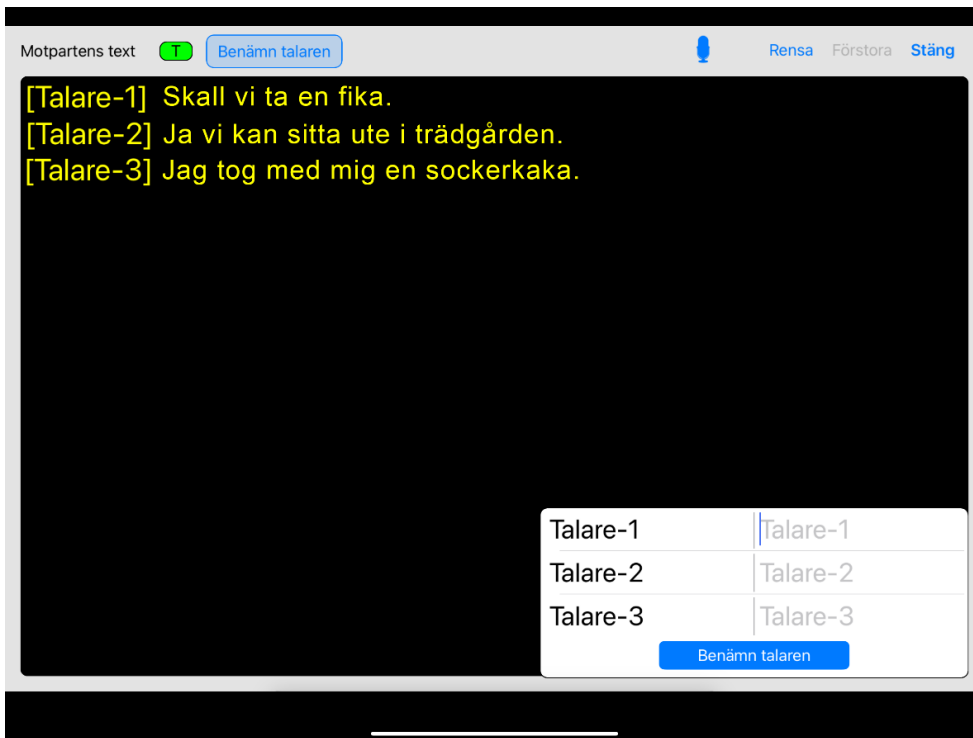 Motpartens text T Benämn talaren Rensa Förstora Stäng
[Talare-1] Skall vi ta en fika.
[Talare-2] Ja vi kan sitta ute i trädgården.
[Talare-3] Jag tog med mig en sockerkaka.
Talare-1 Talare-1
Talare-2 Talare-2
Talare-3 Talare-3
Benämn talaren